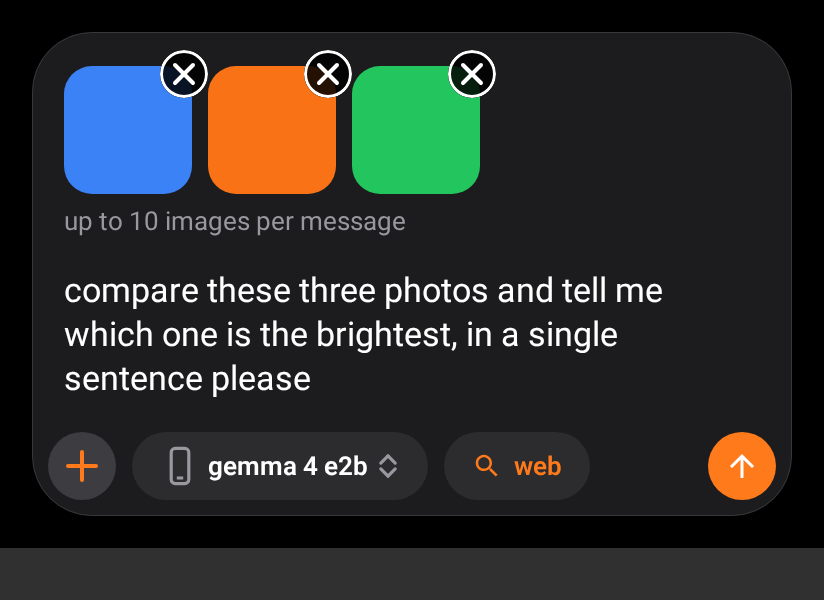 up to 10 images per message
compare these three photos and tell me
which one is the brightest, in a single
sentence please
gemma 4 e2b
web